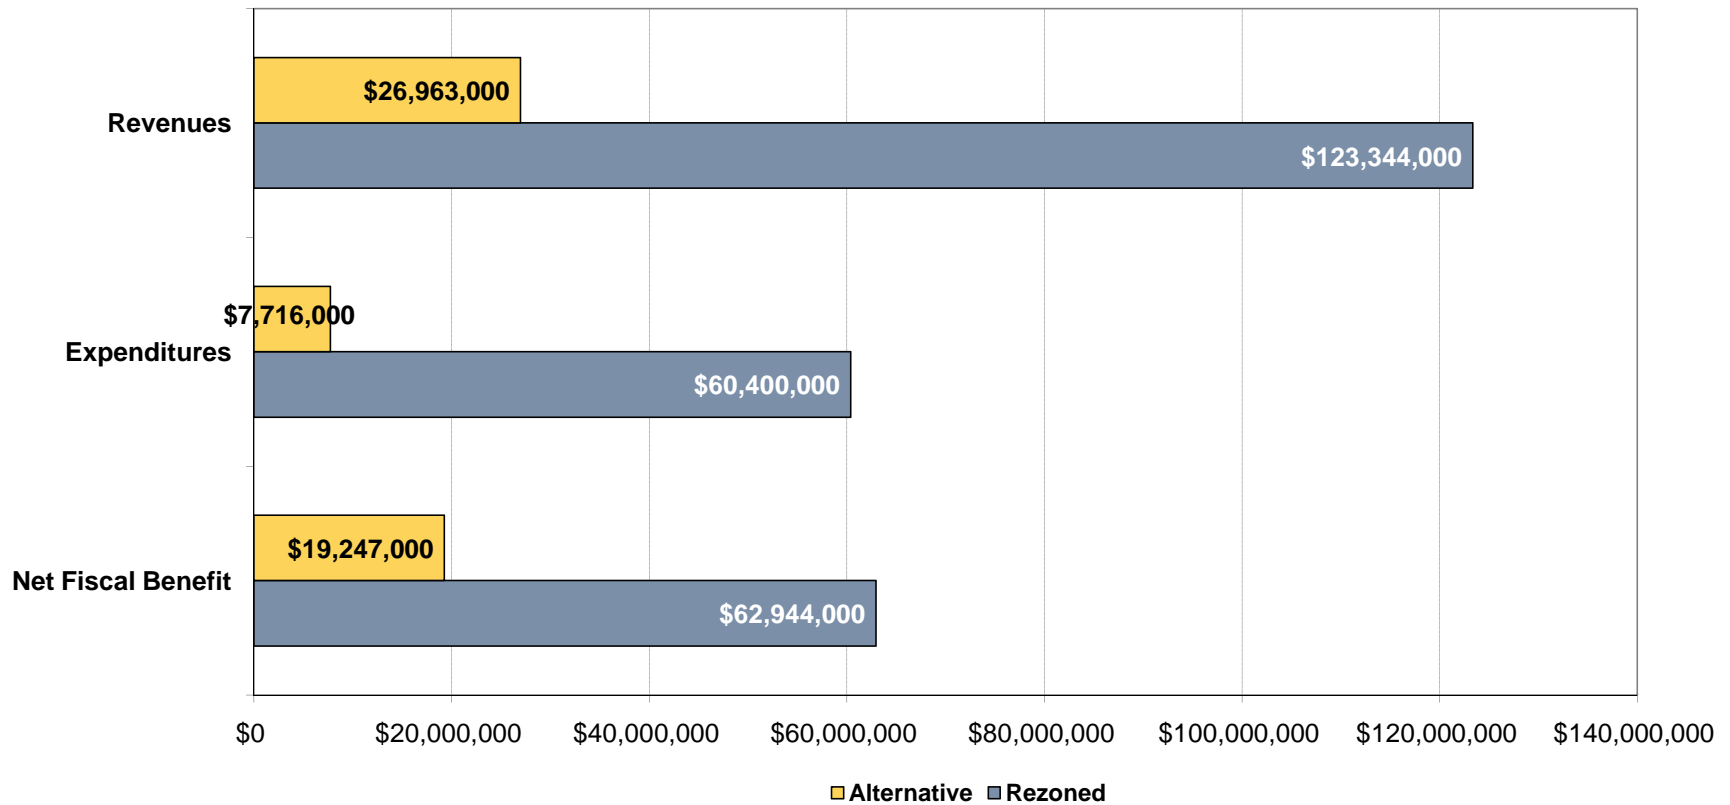 $26,963,000
Revenues
$123,344,000
$7,716,000
Expenditures
$60,400,000
$19,247,000
Net Fiscal Benefit
$62,944,000
$0 $20,000,000 $40,000,000 $60,000,000 $80,000,000 $100,000,000 $120,000,000 $140,000,000
Alternative Rezoned